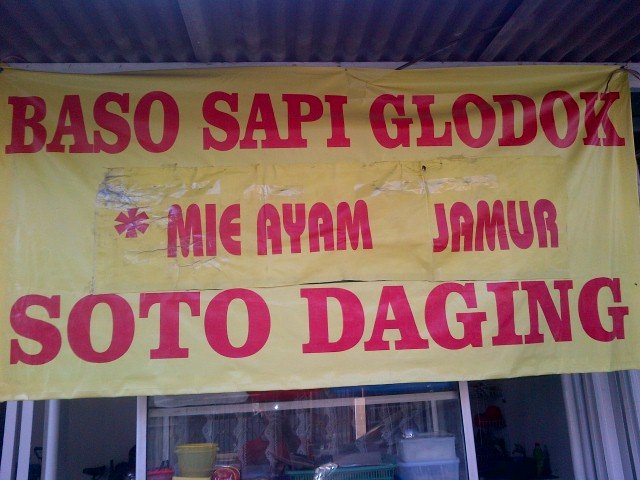 BASO SAPI GLODOK
* MIE AYAM JAMUR
SOTO DAGING